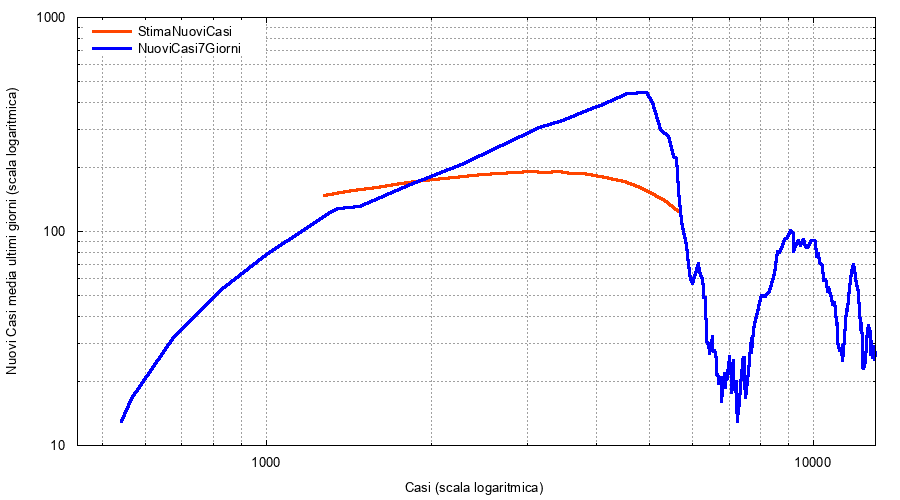 1000
StimaNuoviCasi
NuoviCasi7Giorni
Nuovi Casi media ultimi giorni (scala logaritmica)
100
10
1000
10000
Casi (scala logaritmica)